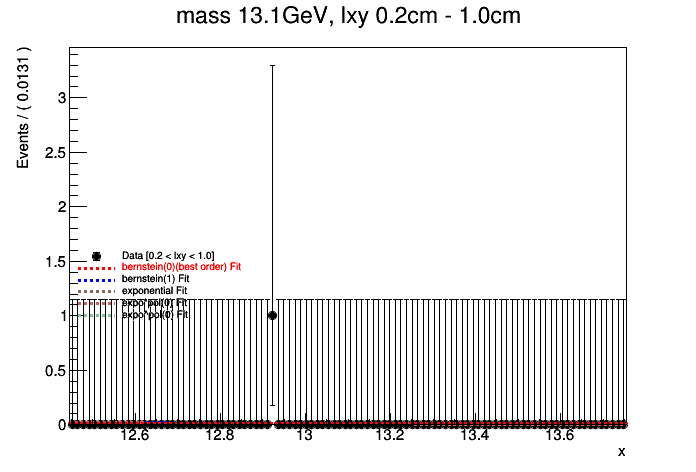 mass 13.1GeV, lxy 0.2cm - 1.0cm
Events / ( 0.0131 )
3
2.5
2
1.5
1
0.5
0
Data [0.2 < lxy < 1.0]
bernstein(0)(best order) Fit
bernstein(1) Fit
exponential Fit
expo*pol(0) Fit
expo*pol(0) Fit
12.6 12.8 13 13.2 13.4 13.6
x